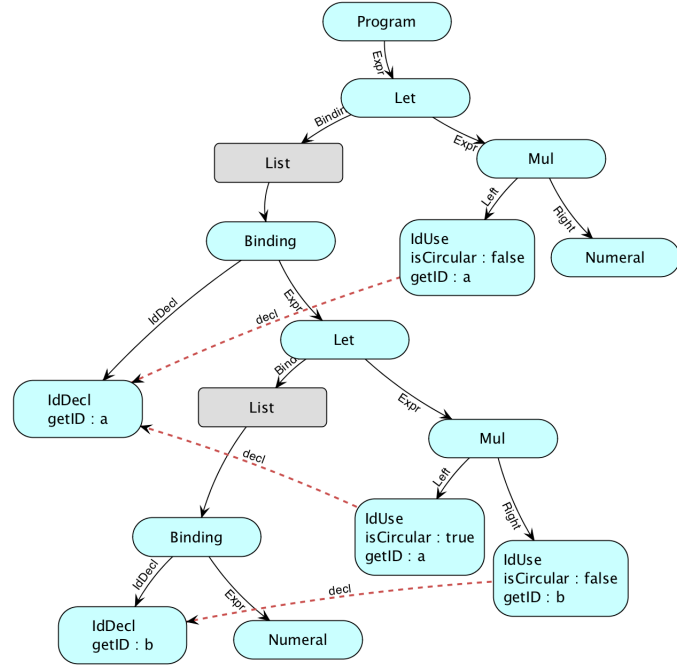 Program
Expr
Let
Bindin
Expr
List
Mul
Left
Right
Binding
IdUse
isCircular : false
getID : a
Numeral
IdDecl
Expr
decl
Let
Bind
Expr
IdDecl
getID : a
List
Mul
decl
Left
Right
IdUse
isCircular : true
getID : a
Binding
IdUse
isCircular : false
getID : b
IdDecl
Expr
decl
IdDecl
getID : b
Numeral